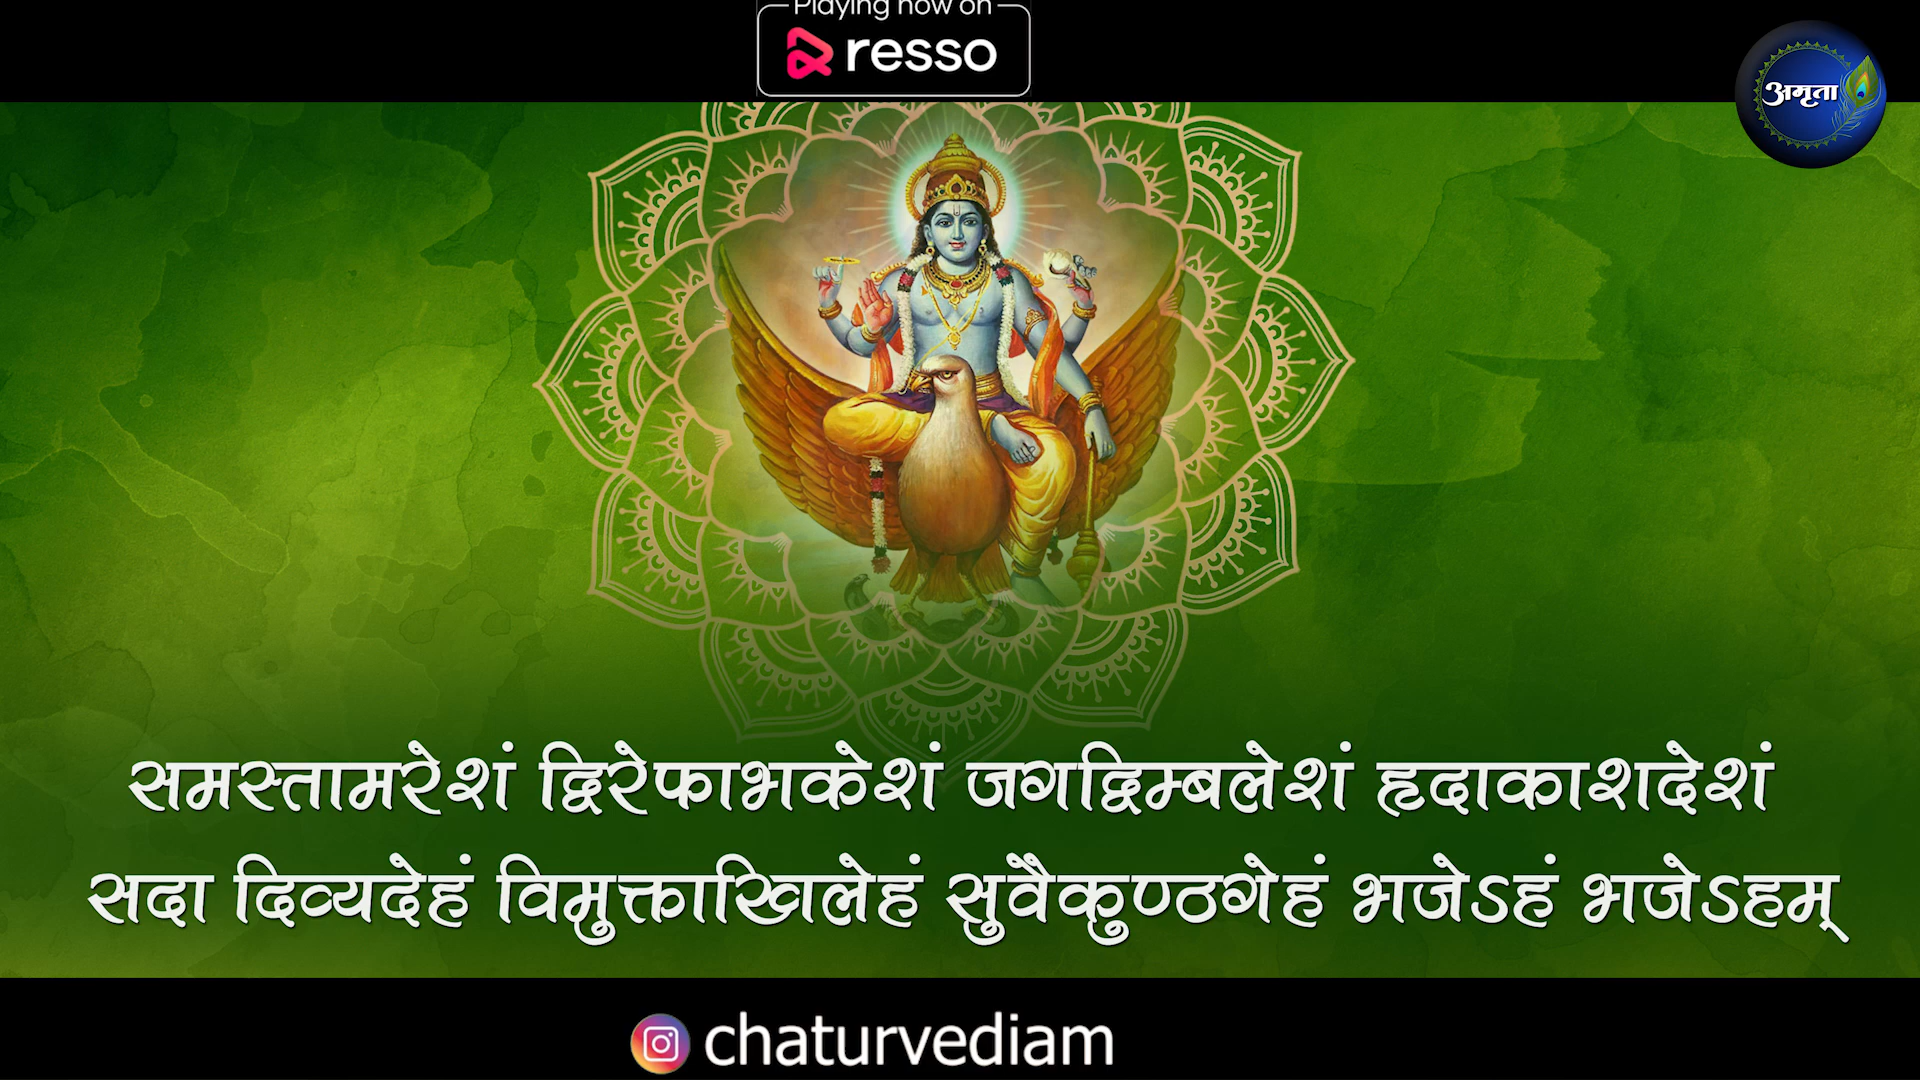 Playing now on
resso
अमृता
समस्तामरेशं द्विरेफाभकेशं जगद्विम्बलेशं हृदाकाशदेशं
सदा दिव्यदेहं विमुक्ताखिलेहं सुवैकुण्ठगेहं भजेऽहं भजेऽहम्
chaturvediam